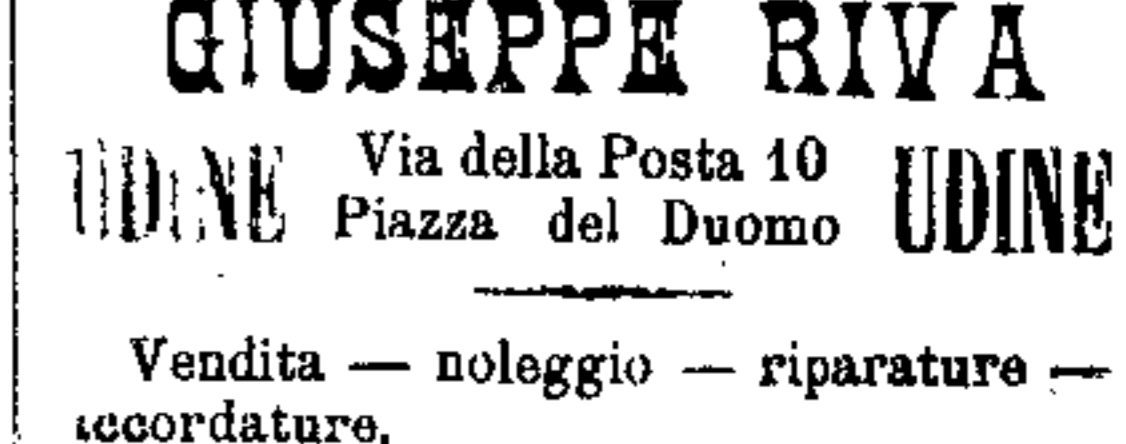 GIUSEPPE RIVA
UDINE Via della Posta 10 UDINE
Piazza del Duomo
Vendita — noleggio — riparature —
accordature.